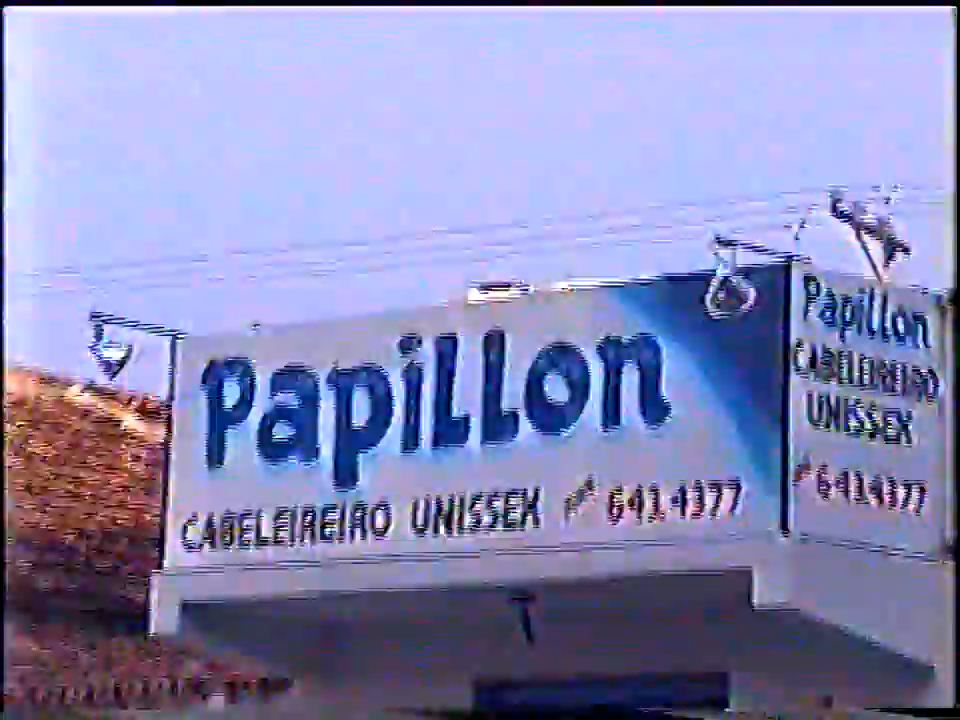 Papillon
CABELEIREIRO UNISSEX 641.4377
Papillon
CABELEIREIRO
UNISSEX
641.4377